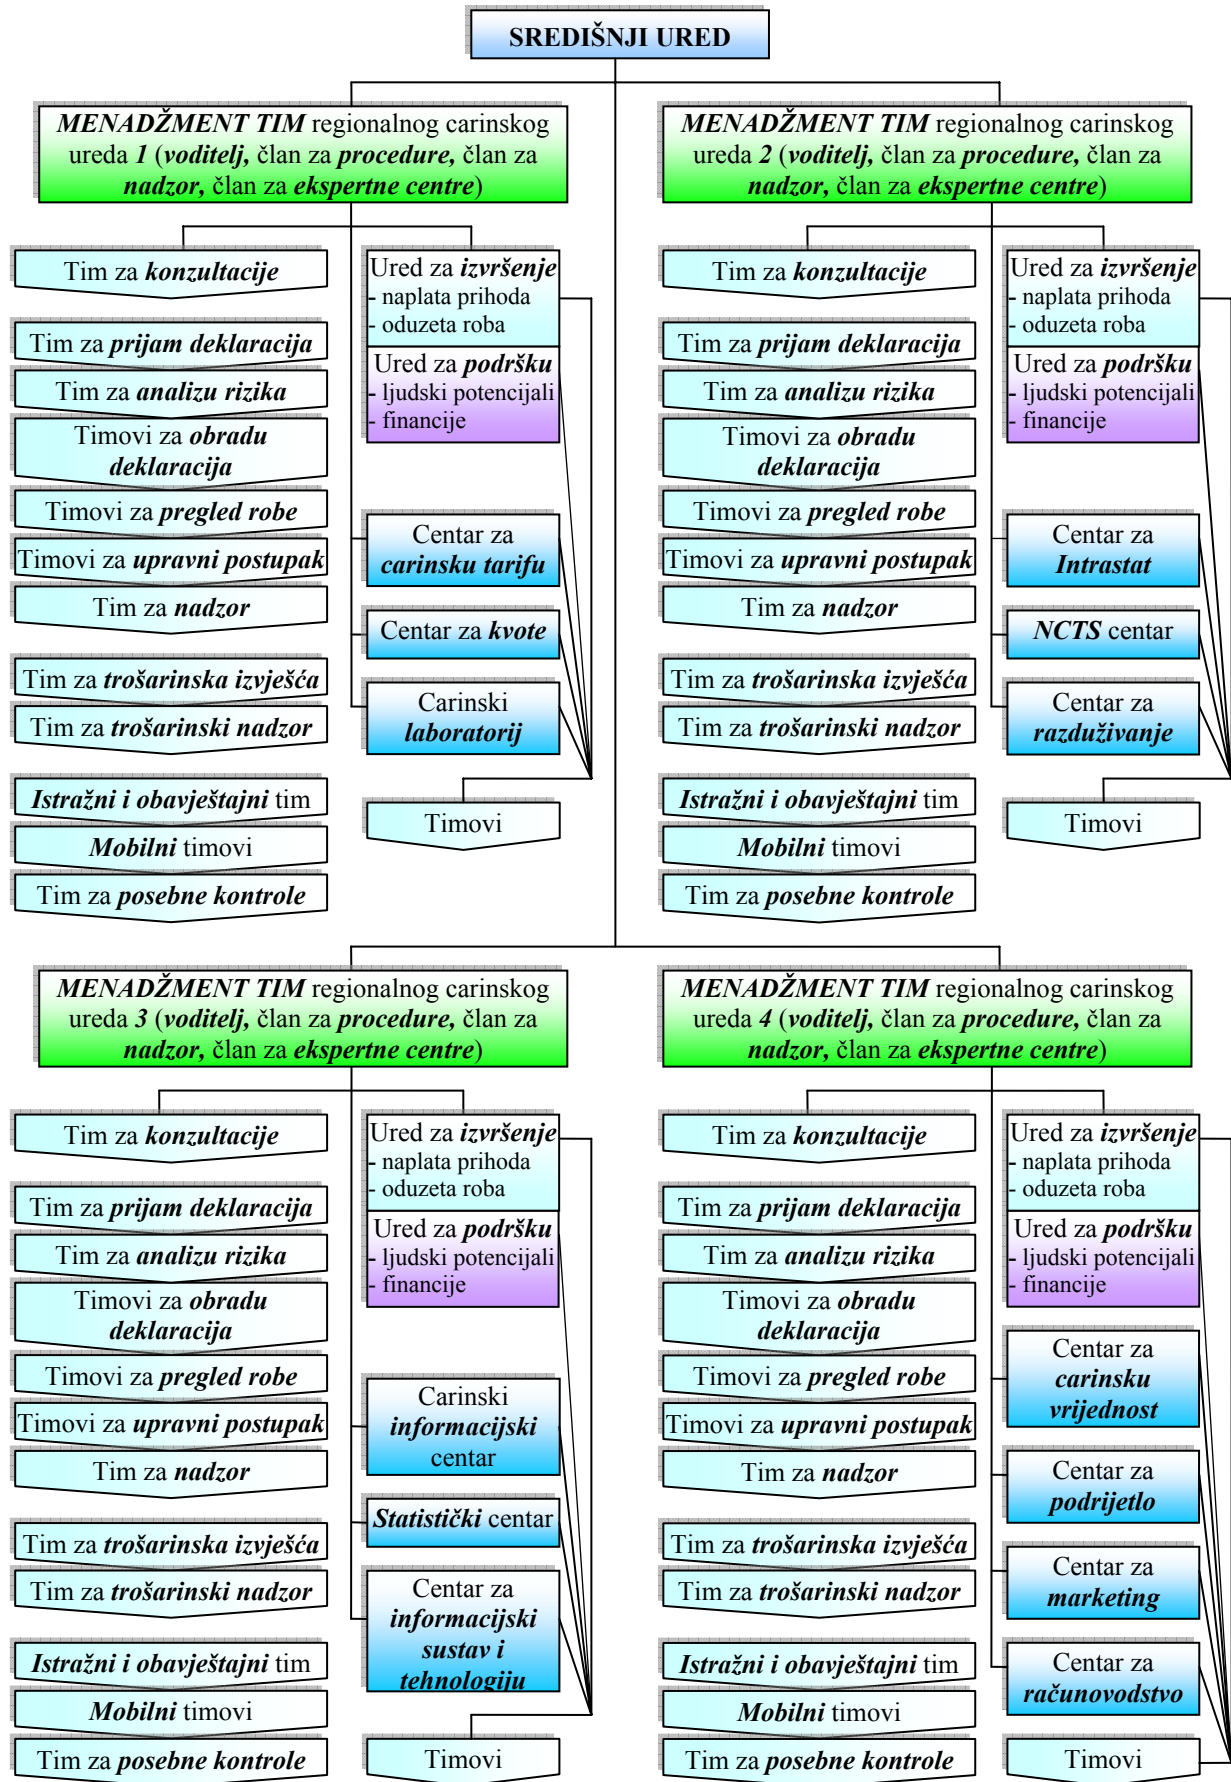 SREDIŠNJI URED
MENADŽMENT TIM regionalnog carinskog
ureda 1 (voditelj, član za procedure, član za
nadzor, član za ekspertne centre)
Tim za konzultacije
Tim za prijam deklaracija
Tim za analizu rizika
Timovi za obradu
deklaracija
Timovi za pregled robe
Timovi za upravni postupak
Tim za nadzor
Tim za trošarinska izvješća
Tim za trošarinski nadzor
Istražni i obavještajni tim
Mobilni timovi
Tim za posebne kontrole
Ured za izvršenje
- naplata prihoda
- oduzeta roba
Ured za podršku
- ljudski potencijali
- financije
Centar za
carinsku tarifu
Centar za kvote
Carinski
laboratorij
Timovi
MENADŽMENT TIM regionalnog carinskog
ureda 2 (voditelj, član za procedure, član za
nadzor, član za ekspertne centre)
Tim za konzultacije
Tim za prijam deklaracija
Tim za analizu rizika
Timovi za obradu
deklaracija
Timovi za pregled robe
Timovi za upravni postupak
Tim za nadzor
Tim za trošarinska izvješća
Tim za trošarinski nadzor
Istražni i obavještajni tim
Mobilni timovi
Tim za posebne kontrole
Ured za izvršenje
- naplata prihoda
- oduzeta roba
Ured za podršku
- ljudski potencijali
- financije
Centar za
Intrastat
NCTS centar
Centar za
razduživanje
Timovi
MENADŽMENT TIM regionalnog carinskog
ureda 3 (voditelj, član za procedure, član za
nadzor, član za ekspertne centre)
Tim za konzultacije
Tim za prijam deklaracija
Tim za analizu rizika
Timovi za obradu
deklaracija
Timovi za pregled robe
Timovi za upravni postupak
Tim za nadzor
Tim za trošarinska izvješća
Tim za trošarinski nadzor
Istražni i obavještajni tim
Mobilni timovi
Tim za posebne kontrole
Ured za izvršenje
- naplata prihoda
- oduzeta roba
Ured za podršku
- ljudski potencijali
- financije
Carinski
informacijski
centar
Statistički centar
Centar za
informacijski
sustav i
tehnologiju
Timovi
MENADŽMENT TIM regionalnog carinskog
ureda 4 (voditelj, član za procedure, član za
nadzor, član za ekspertne centre)
Tim za konzultacije
Tim za prijam deklaracija
Tim za analizu rizika
Timovi za obradu
deklaracija
Timovi za pregled robe
Timovi za upravni postupak
Tim za nadzor
Tim za trošarinska izvješća
Tim za trošarinski nadzor
Istražni i obavještajni tim
Mobilni timovi
Tim za posebne kontrole
Ured za izvršenje
- naplata prihoda
- oduzeta roba
Ured za podršku
- ljudski potencijali
- financije
Centar za
carinsku
vrijednost
Centar za
podrijetlo
Centar za
marketing
Centar za
računovodstvo
Timovi